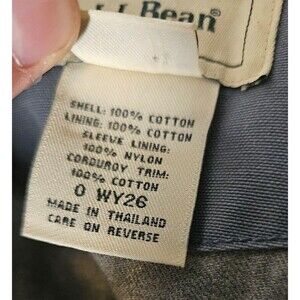 L.L.Bean®
SHELL: 100% COTTON
LINING: 100% COTTON
SLEEVE LINING:
100% NYLON
CORDUROY TRIM:
100% COTTON
0 WY26
MADE IN THAILAND
CARE ON REVERSE